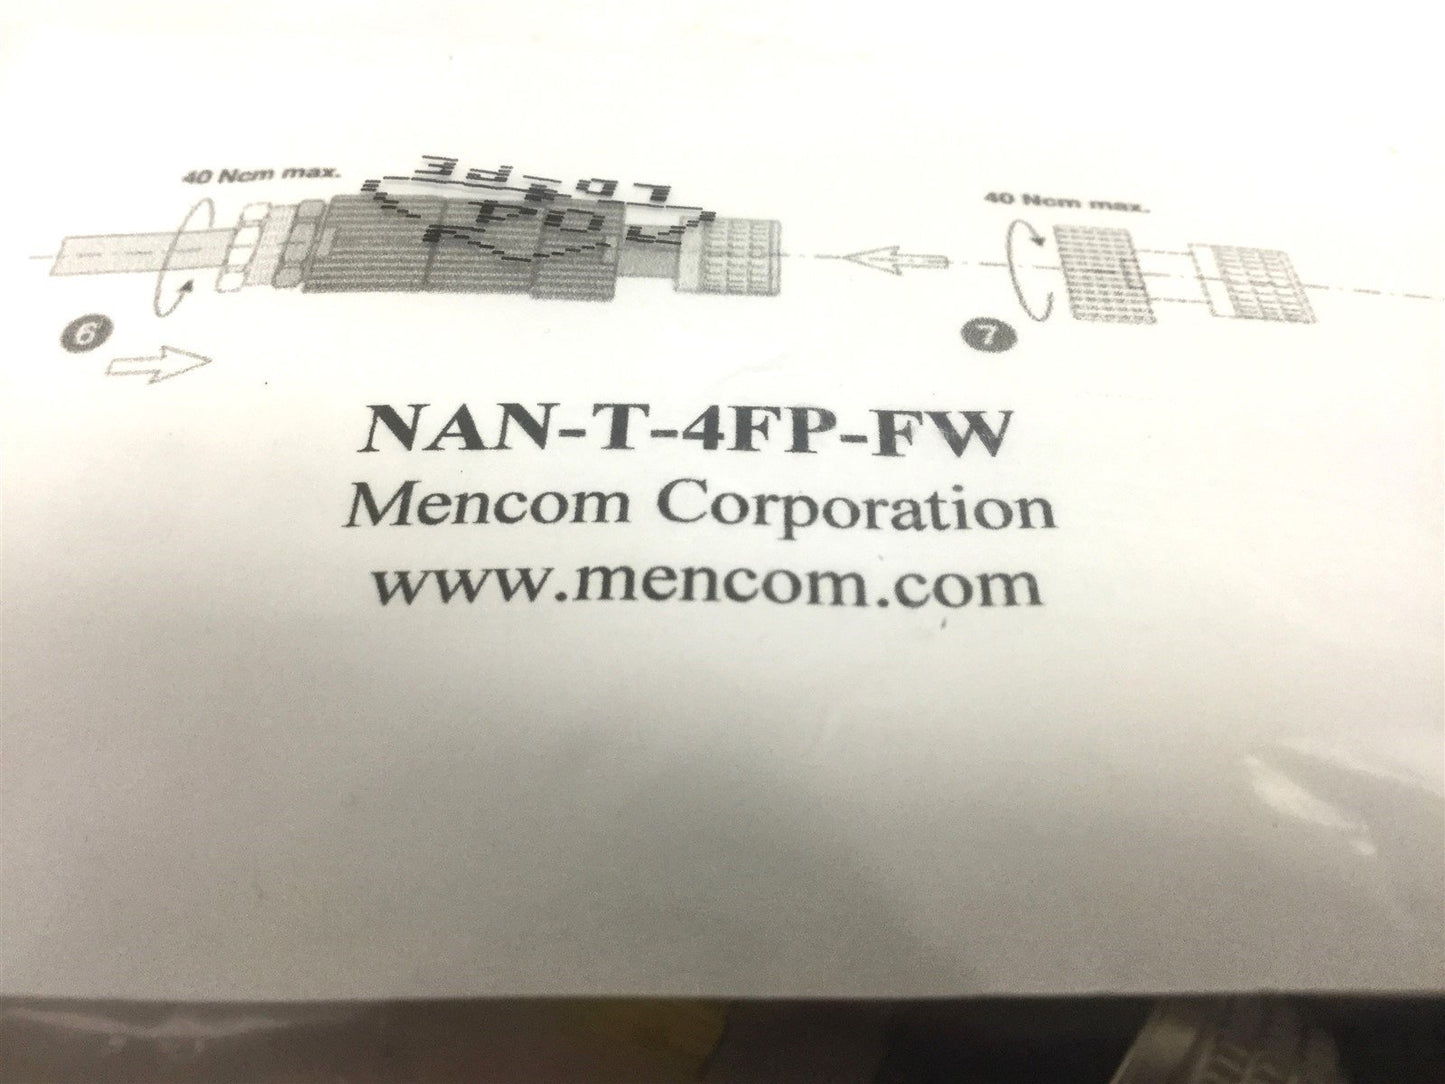 40 Ncm max.
40 Ncm max.
6
7
NAN-T-4FP-FW
Mencom Corporation
www.mencom.com